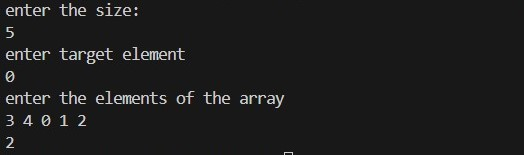 enter the size:
5
enter target element
0
enter the elements of the array
3 4 0 1 2
2